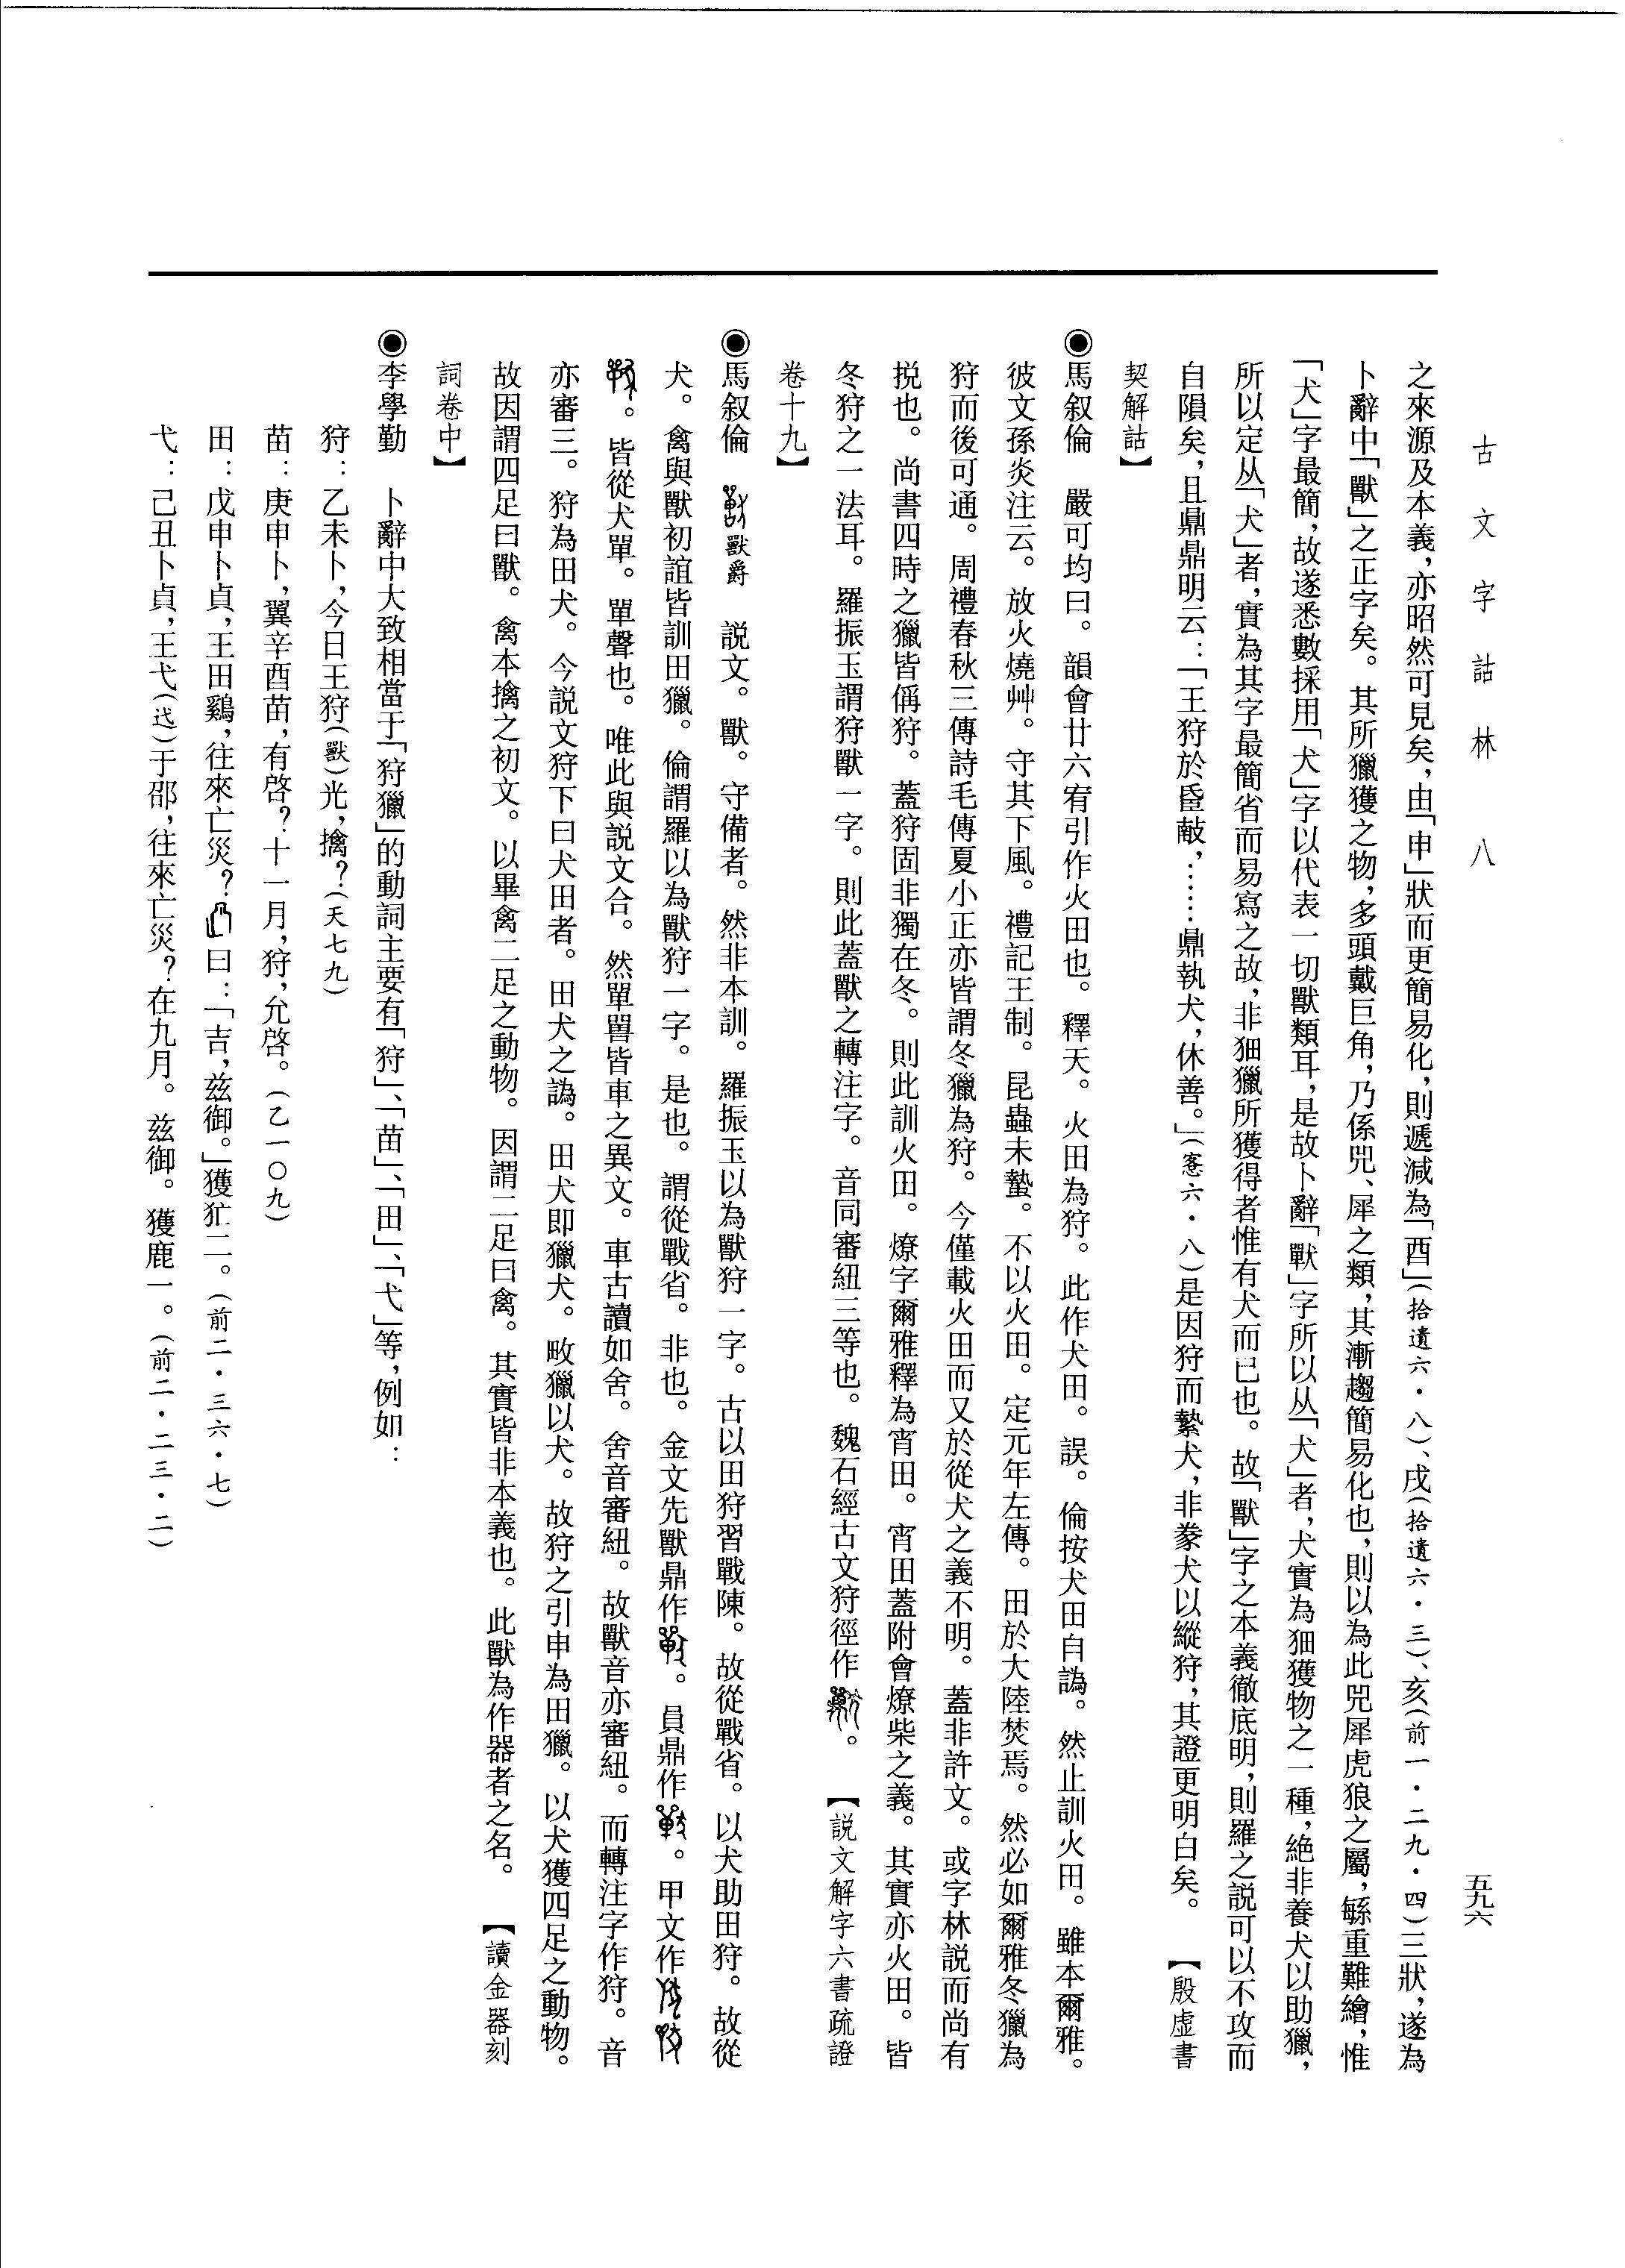 古文字詁林 八
五九六
之來源及本義，亦昭然可見矣，由「申」狀而更簡易化，則遞減為「酉」（拾遺六·八）、戌（拾遺六·三）、亥（前一·二九·四）三狀，遂為
卜辭中「獸」之正字矣。其所獵獲之物，多頭戴巨角，乃係兕、犀之類，其漸趨簡易化也，則以為此兕犀虎狼之屬，緐重難繪，惟
「犬」字最簡，故遂悉數採用「犬」字以代表一切獸類耳，是故卜辭「獸」字所以从「犬」者，犬實為狃獲物之一種，絕非養犬以助獵，
所以定从「犬」者，實為其字最簡省而易寫之故，非狃獵所獲得者惟有犬而已也。故「獸」字之本義徹底明，則羅之説可以不攻而
自隕矣，且鼎鼎明云：「王狩於昏敿，……鼎執犬，休善。」（愙六·八）是因狩而縶犬，非豢犬以縱狩，其證更明白矣。 【殷虛書
契解詁】
◉馬叙倫 嚴可均曰。韻會廿六宥引作火田也。釋天。火田為狩。此作犬田。誤。倫按犬田自譌。然止訓火田。雖本爾雅。
彼文孫炎注云。放火燒艸。守其下風。禮記王制。昆蟲未蟄。不以火田。定元年左傳。田於大陸焚焉。然必如爾雅冬獵為
狩而後可通。周禮春秋三傳詩毛傳夏小正亦皆謂冬獵為狩。今僅載火田而又於從犬之義不明。蓋非許文。或字林説而尚有
挩也。尚書四時之獵皆偁狩。蓋狩固非獨在冬。則此訓火田。燎字爾雅釋為宵田。宵田蓋附會燎柴之義。其實亦火田。皆
冬狩之一法耳。羅振玉謂狩獸一字。則此蓋獸之轉注字。音同審紐三等也。魏石經古文狩徑作。 【説文解字六書疏證
卷十九】
◉馬叙倫 獸爵 説文。獸。守備者。然非本訓。羅振玉以為獸狩一字。古以田狩習戰陳。故從戰省。以犬助田狩。故從
犬。禽與獸初誼皆訓田獵。倫謂羅以為獸狩一字。是也。謂從戰省。非也。金文先獸鼎作。員鼎作。甲文作
。皆從犬單。單聲也。唯此與説文合。然單嘼皆車之異文。車古讀如舍。舍音審紐。故獸音亦審紐。而轉注字作狩。音
亦審三。狩為田犬。今説文狩下曰犬田者。田犬之譌。田犬即獵犬。畋獵以犬。故狩之引申為田獵。以犬獲四足之動物。
故因謂四足曰獸。禽本擒之初文。以畢禽二足之動物。因謂二足曰禽。其實皆非本義也。此獸為作器者之名。 【讀金器刻
詞卷中】
◉李學勤 卜辭中大致相當于「狩獵」的動詞主要有「狩」、「苗」、「田」、「弋」等，例如：
狩：乙未卜，今日王狩（獸）光，擒？（天七九）
苗：庚申卜，翼辛酉苗，有啓？十一月，狩，允啓。（乙一〇九）
田：戊申卜貞，王田鷄，往來亡災？曰：「吉，兹御。」獲㹜二。（前二·三六·七）
弋：己丑卜貞，王弋（迖）于邵，往來亡災？在九月。兹御。獲鹿一。（前二·二三·二）